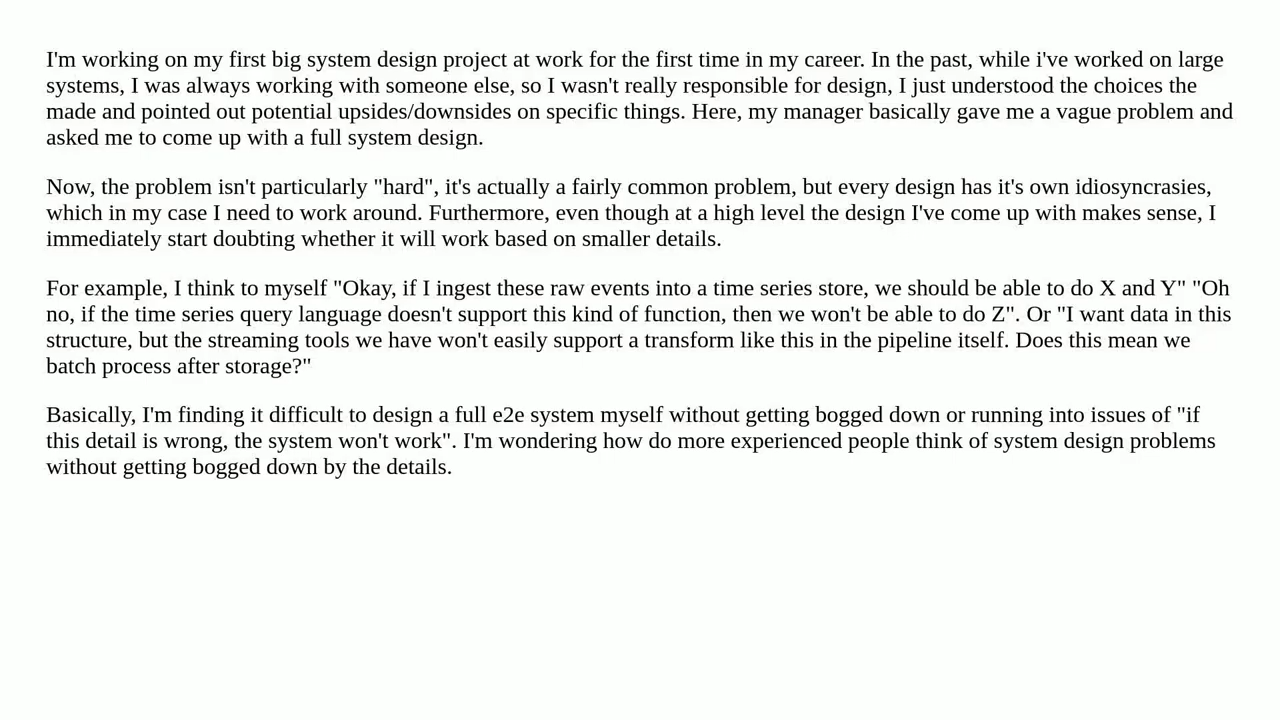 I'm working on my first big system design project at work for the first time in my career. In the past, while i've worked on large
systems, I was always working with someone else, so I wasn't really responsible for design, I just understood the choices the
made and pointed out potential upsides/downsides on specific things. Here, my manager basically gave me a vague problem and
asked me to come up with a full system design.
Now, the problem isn't particularly "hard", it's actually a fairly common problem, but every design has it's own idiosyncrasies,
which in my case I need to work around. Furthermore, even though at a high level the design I've come up with makes sense, I
immediately start doubting whether it will work based on smaller details.
For example, I think to myself "Okay, if I ingest these raw events into a time series store, we should be able to do X and Y" "Oh
no, if the time series query language doesn't support this kind of function, then we won't be able to do Z". Or "I want data in this
structure, but the streaming tools we have won't easily support a transform like this in the pipeline itself. Does this mean we
batch process after storage?"
Basically, I'm finding it difficult to design a full e2e system myself without getting bogged down or running into issues of "if
this detail is wrong, the system won't work". I'm wondering how do more experienced people think of system design problems
without getting bogged down by the details.